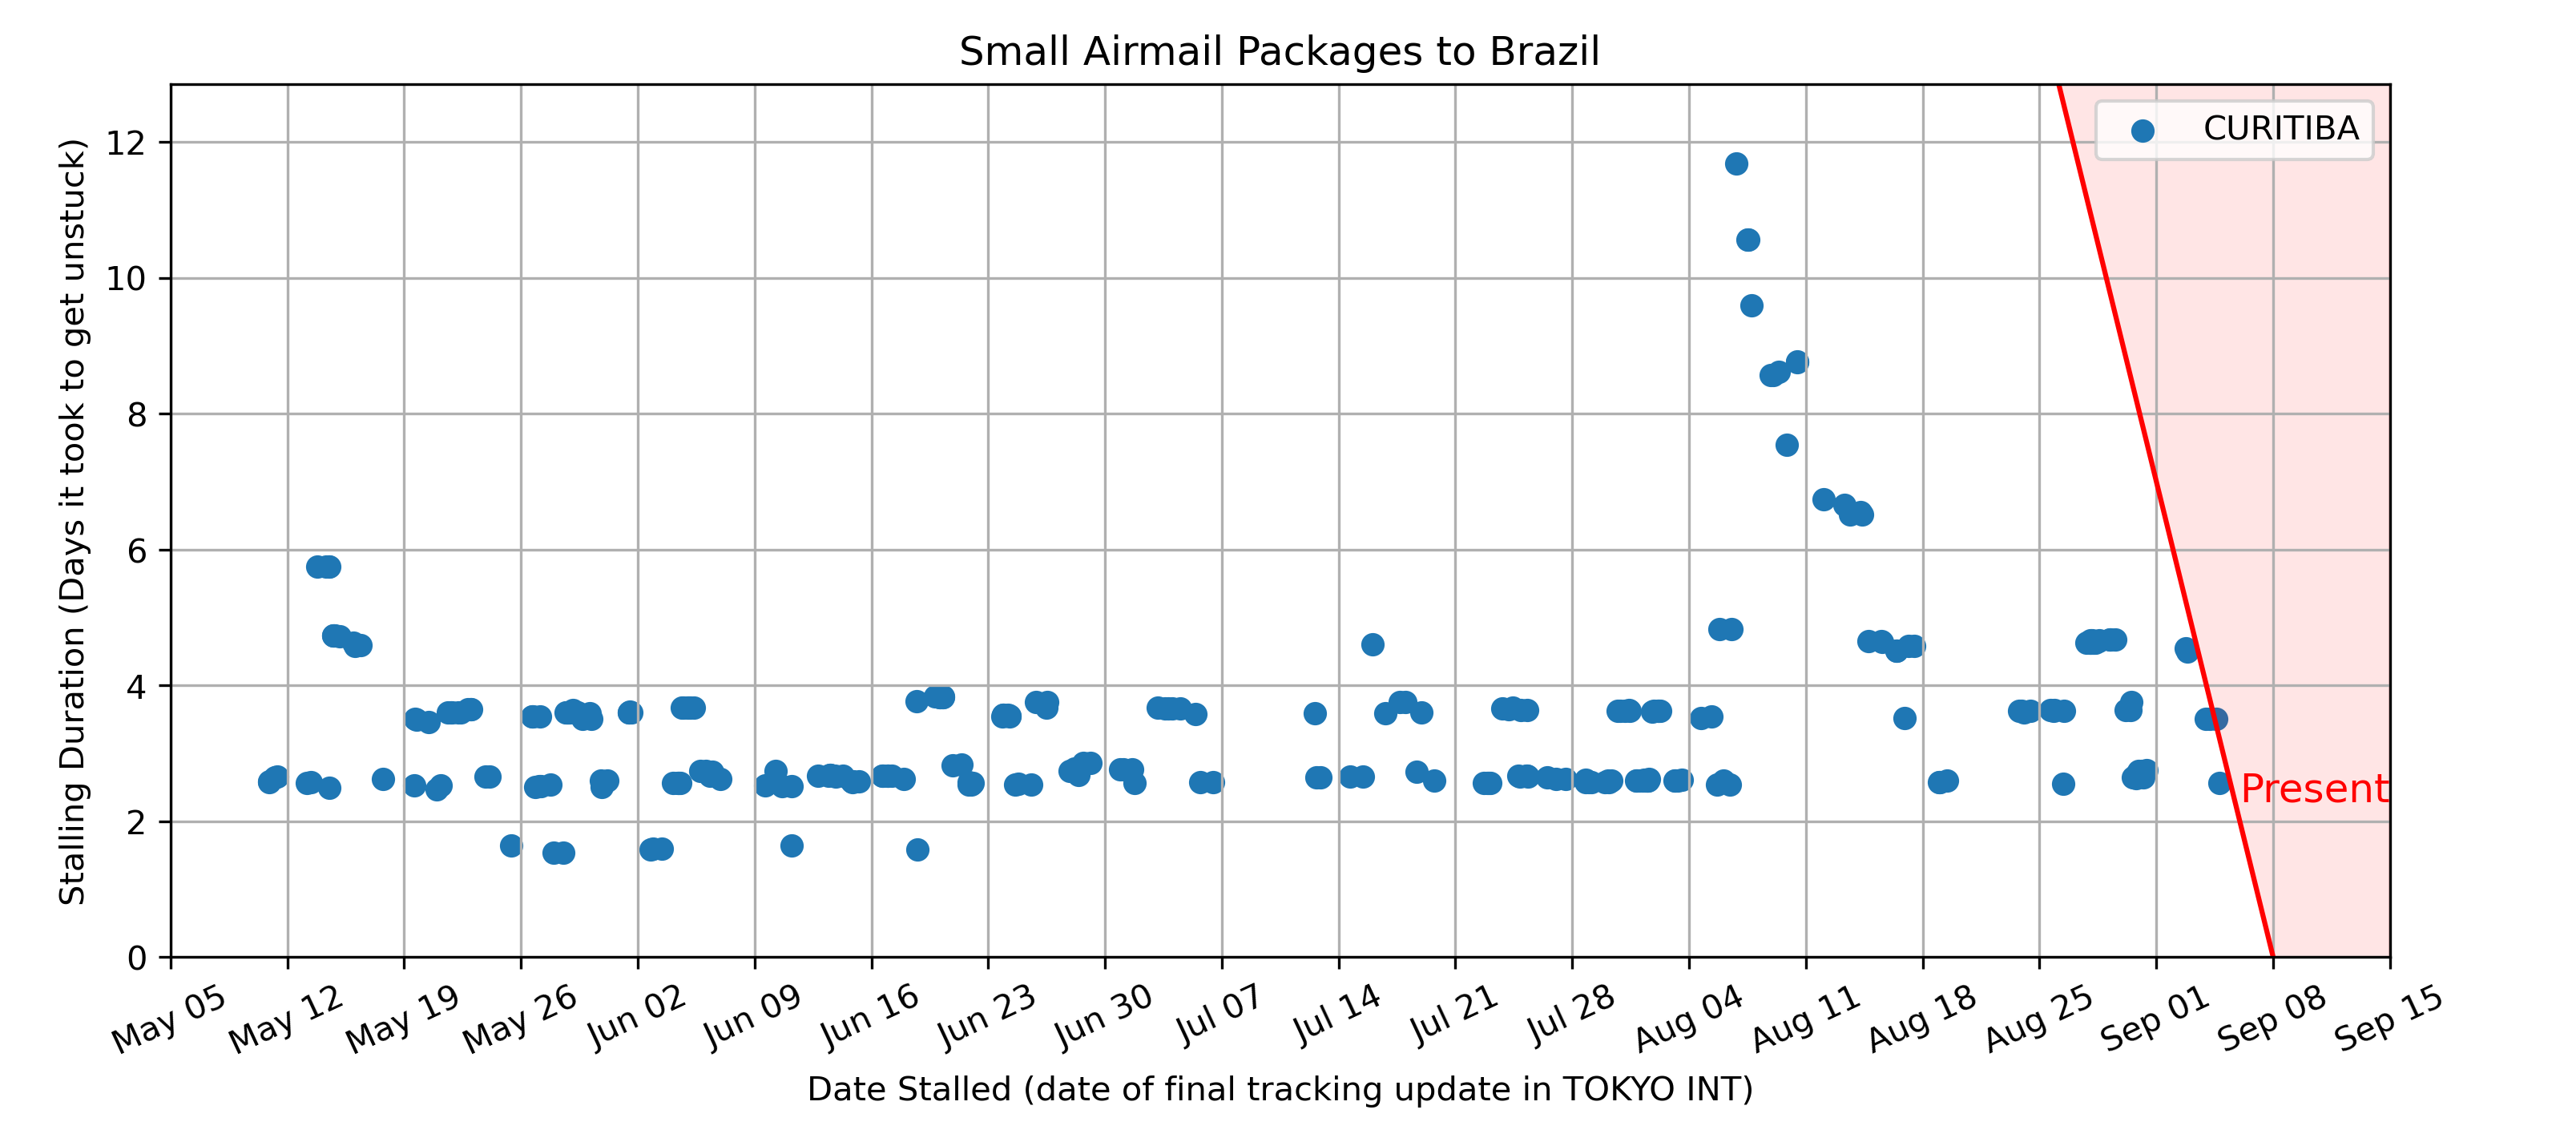 Small Airmail Packages to Brazil
CURITIBA
Stalling Duration (Days it took to get unstuck)
12
10
8
6
4
2
0
Present
May 05
May 12
May 19
May 26
Jun 02
Jun 09
Jun 16
Jun 23
Jun 30
Jul 07
Jul 14
Jul 21
Jul 28
Aug 04
Aug 11
Aug 18
Aug 25
Sep 01
Sep 08
Sep 15
Date Stalled (date of final tracking update in TOKYO INT)